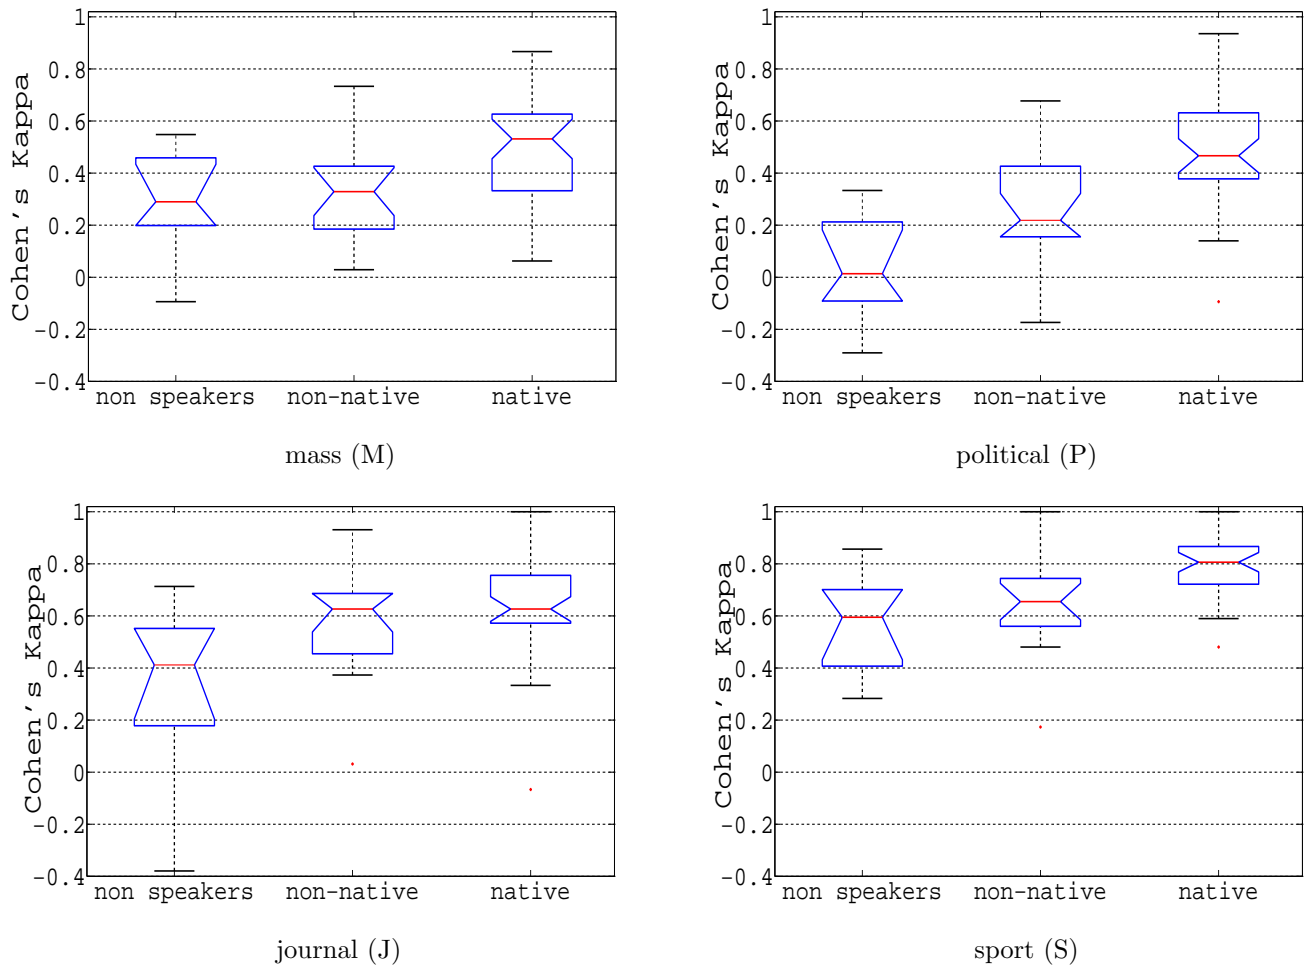 Cohen's Kappa
1
0.8
0.6
0.4
0.2
0
-0.2
-0.4
non speakers non-native native
mass (M)
Cohen's Kappa
1
0.8
0.6
0.4
0.2
0
-0.2
-0.4
non speakers non-native native
political (P)
Cohen's Kappa
1
0.8
0.6
0.4
0.2
0
-0.2
-0.4
non speakers non-native native
journal (J)
Cohen's Kappa
1
0.8
0.6
0.4
0.2
0
-0.2
-0.4
non speakers non-native native
sport (S)